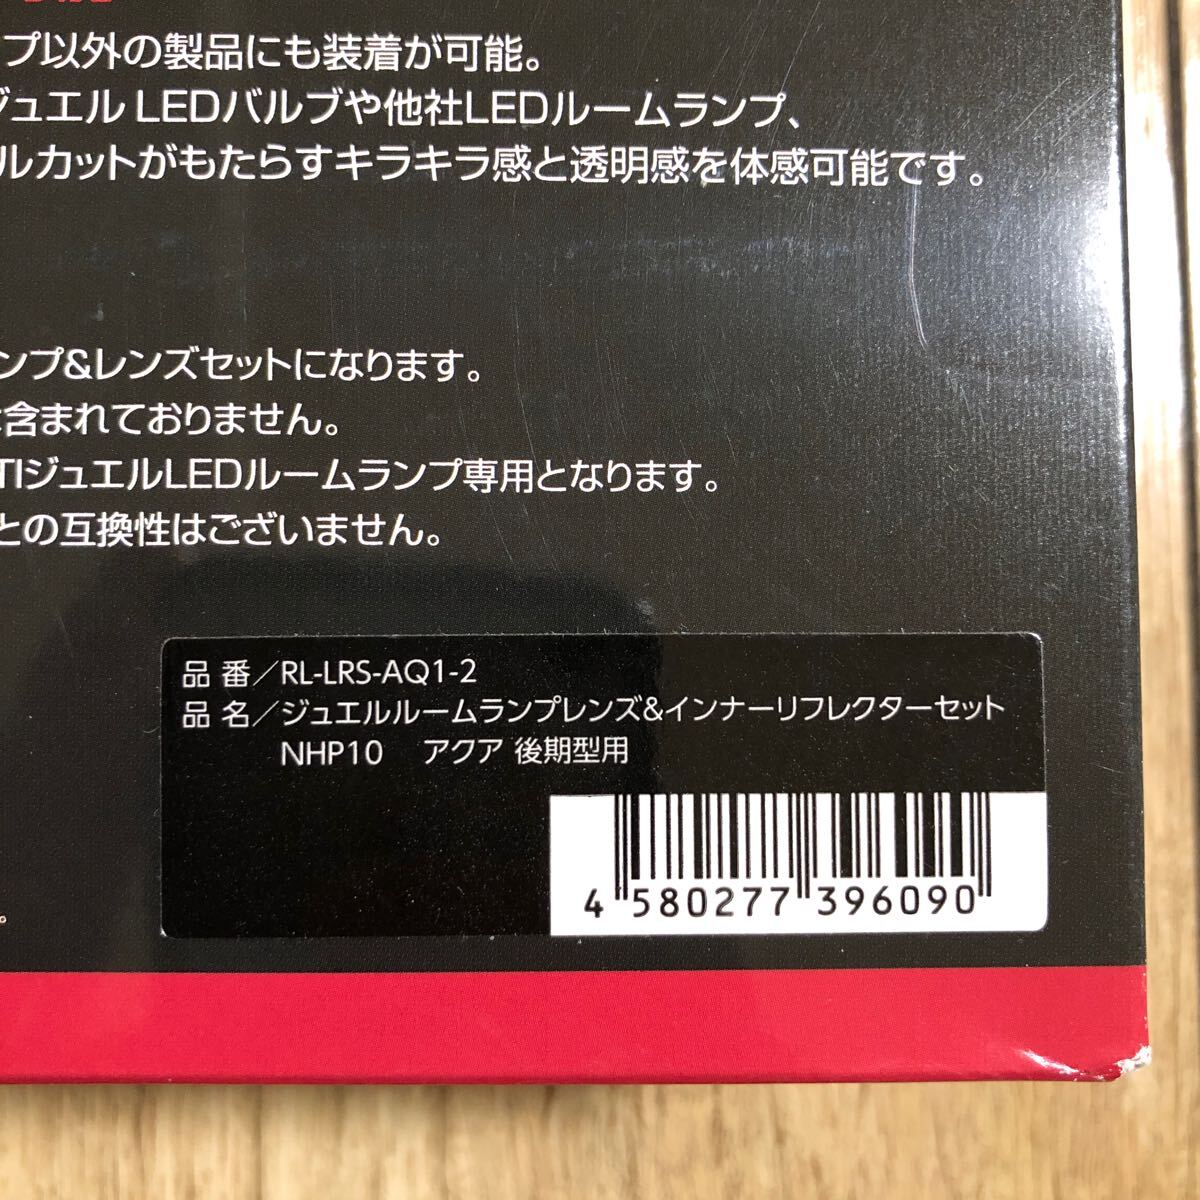 プ以外の製品にも装着が可能。
ジュエル LEDバルブや他社LEDルームランプ、
ルカットがもたらすキラキラ感と透明感を体感可能です。
ンプ&レンズセットになります。
含まれておりません。
TIジュエルLEDルームランプ専用となります。
との互換性はございません。
品 番／RL-LRS-AQ1-2
品 名／ジュエルルームランプレンズ&インナーリフレクターセット
NHP10 アクア 後期型用
4 580277 396090
。